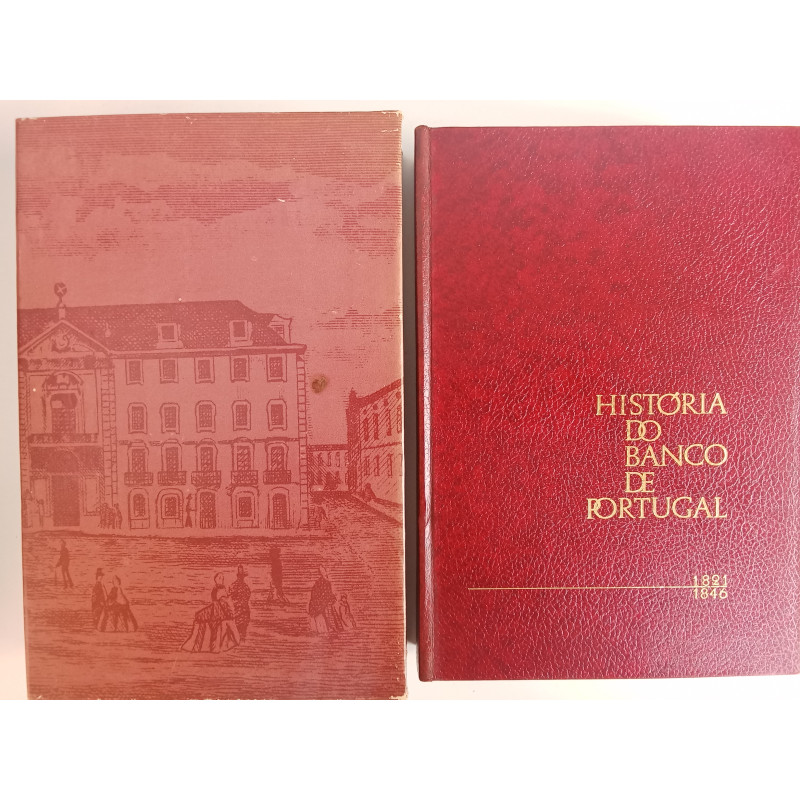 HISTÓRIA
DO
BANCO
DE
PORTUGAL
1821
1846